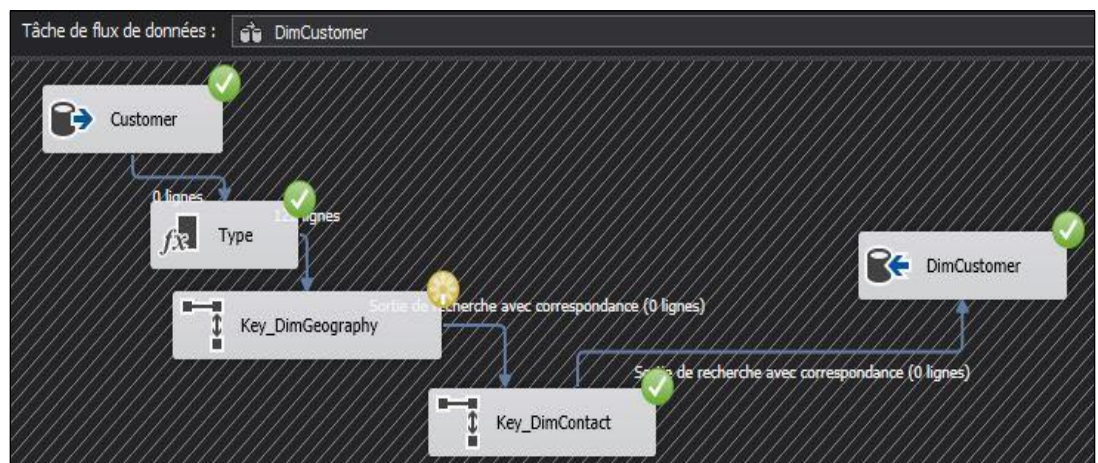 Tâche de flux de données :
DimCustomer
Customer
0 lignes
lignes
Type
DimCustomer
Sortie de recherche avec correspondance (0 lignes)
Key_DimGeography
de recherche avec correspondance (0 lignes)
Key_DimContact